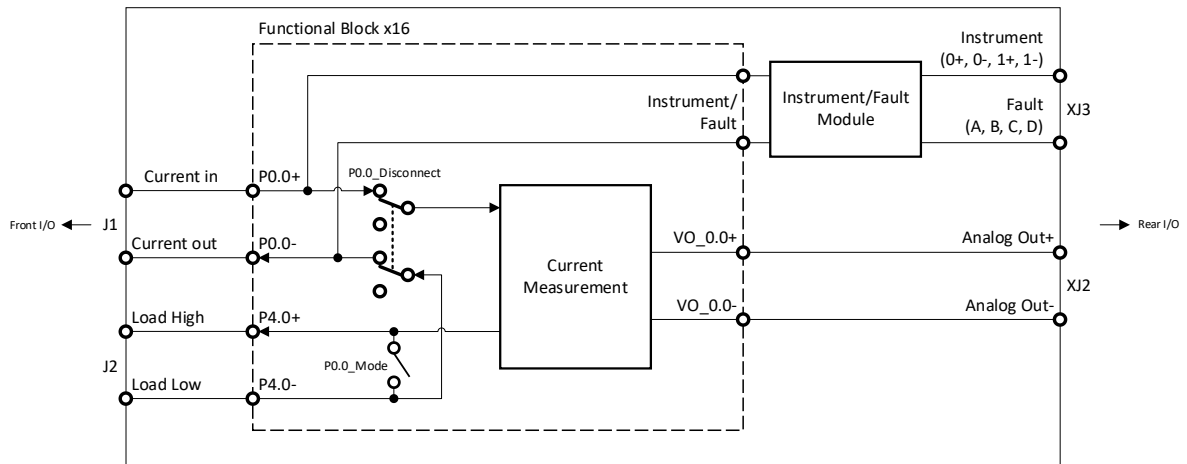 Functional Block x16
Instrument
(0+, 0-, 1+, 1-)
Instrument/
Fault
Instrument/Fault
Module
Fault
(A, B, C, D)
XJ3
Current in
P0.0+
P0.0_Disconnect
Front I/O
J1
Rear I/O
Current out
P0.0-
Current
Measurement
VO_0.0+
Analog Out+
XJ2
Load High
P4.0+
VO_0.0-
Analog Out-
J2
P0.0_Mode
Load Low
P4.0-